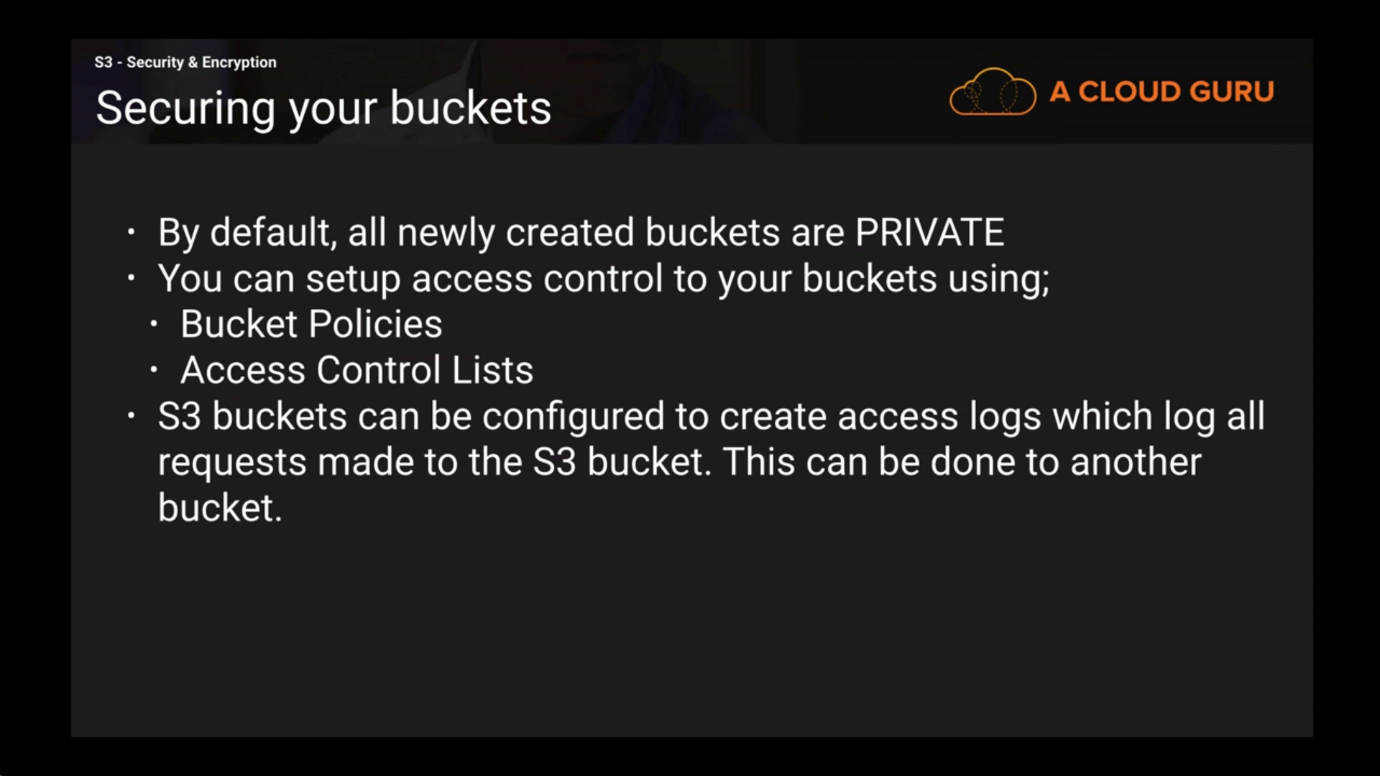 S3 - Security & Encryption
Securing your buckets
A CLOUD GURU
· By default, all newly created buckets are PRIVATE
· You can setup access control to your buckets using;
· Bucket Policies
· Access Control Lists
· S3 buckets can be configured to create access logs which log all
requests made to the S3 bucket. This can be done to another
bucket.